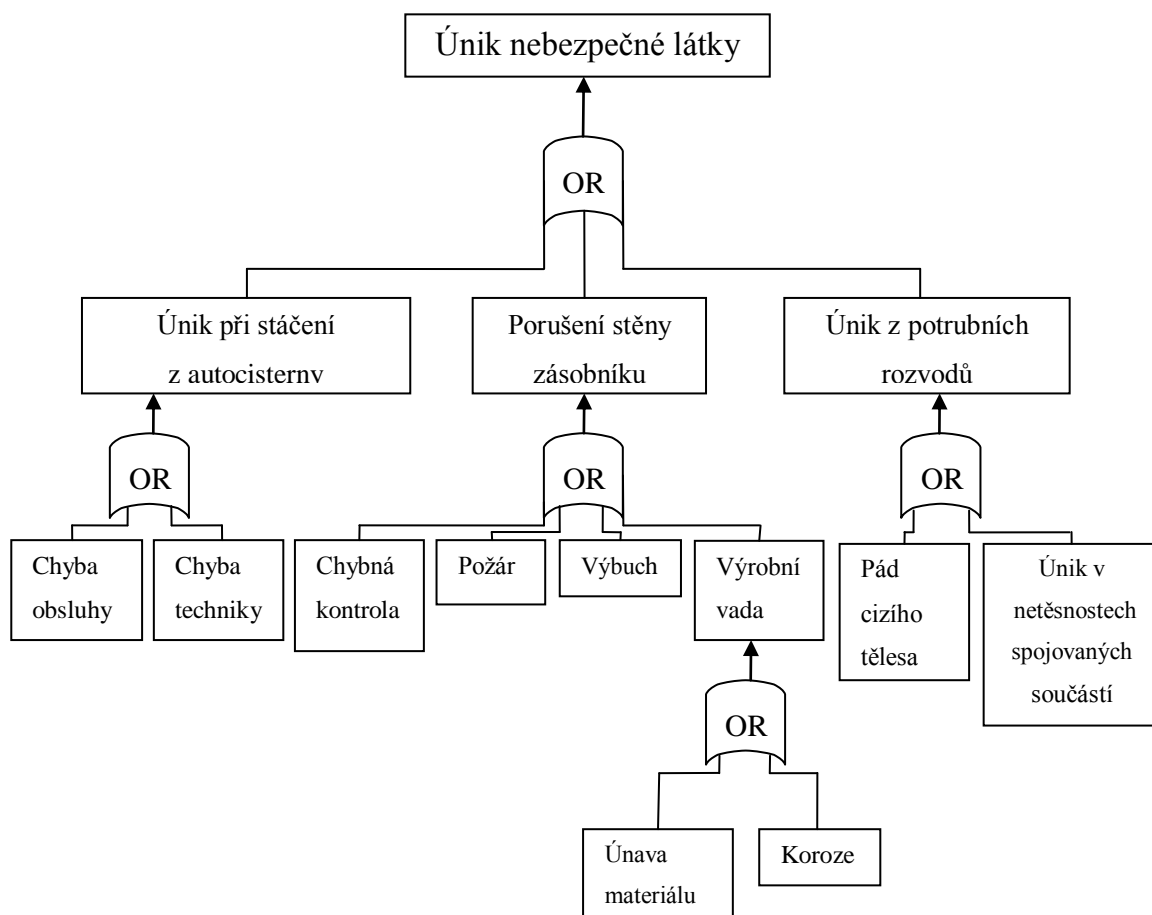 Únik nebezpečné látky
OR
Únik při stáčení
z autocisternv
Porušení stěny
zásobníku
Únik z potrubních
rozvodů
OR
OR
OR
Chyba
obsluhy
Chyba
techniky
Chybná
kontrola
Požár
Výbuch
Výrobní
vada
Pád
cizího
tělesa
Únik v
netěsnostech
spojovaných
součástí
OR
Únava
materiálu
Koroze